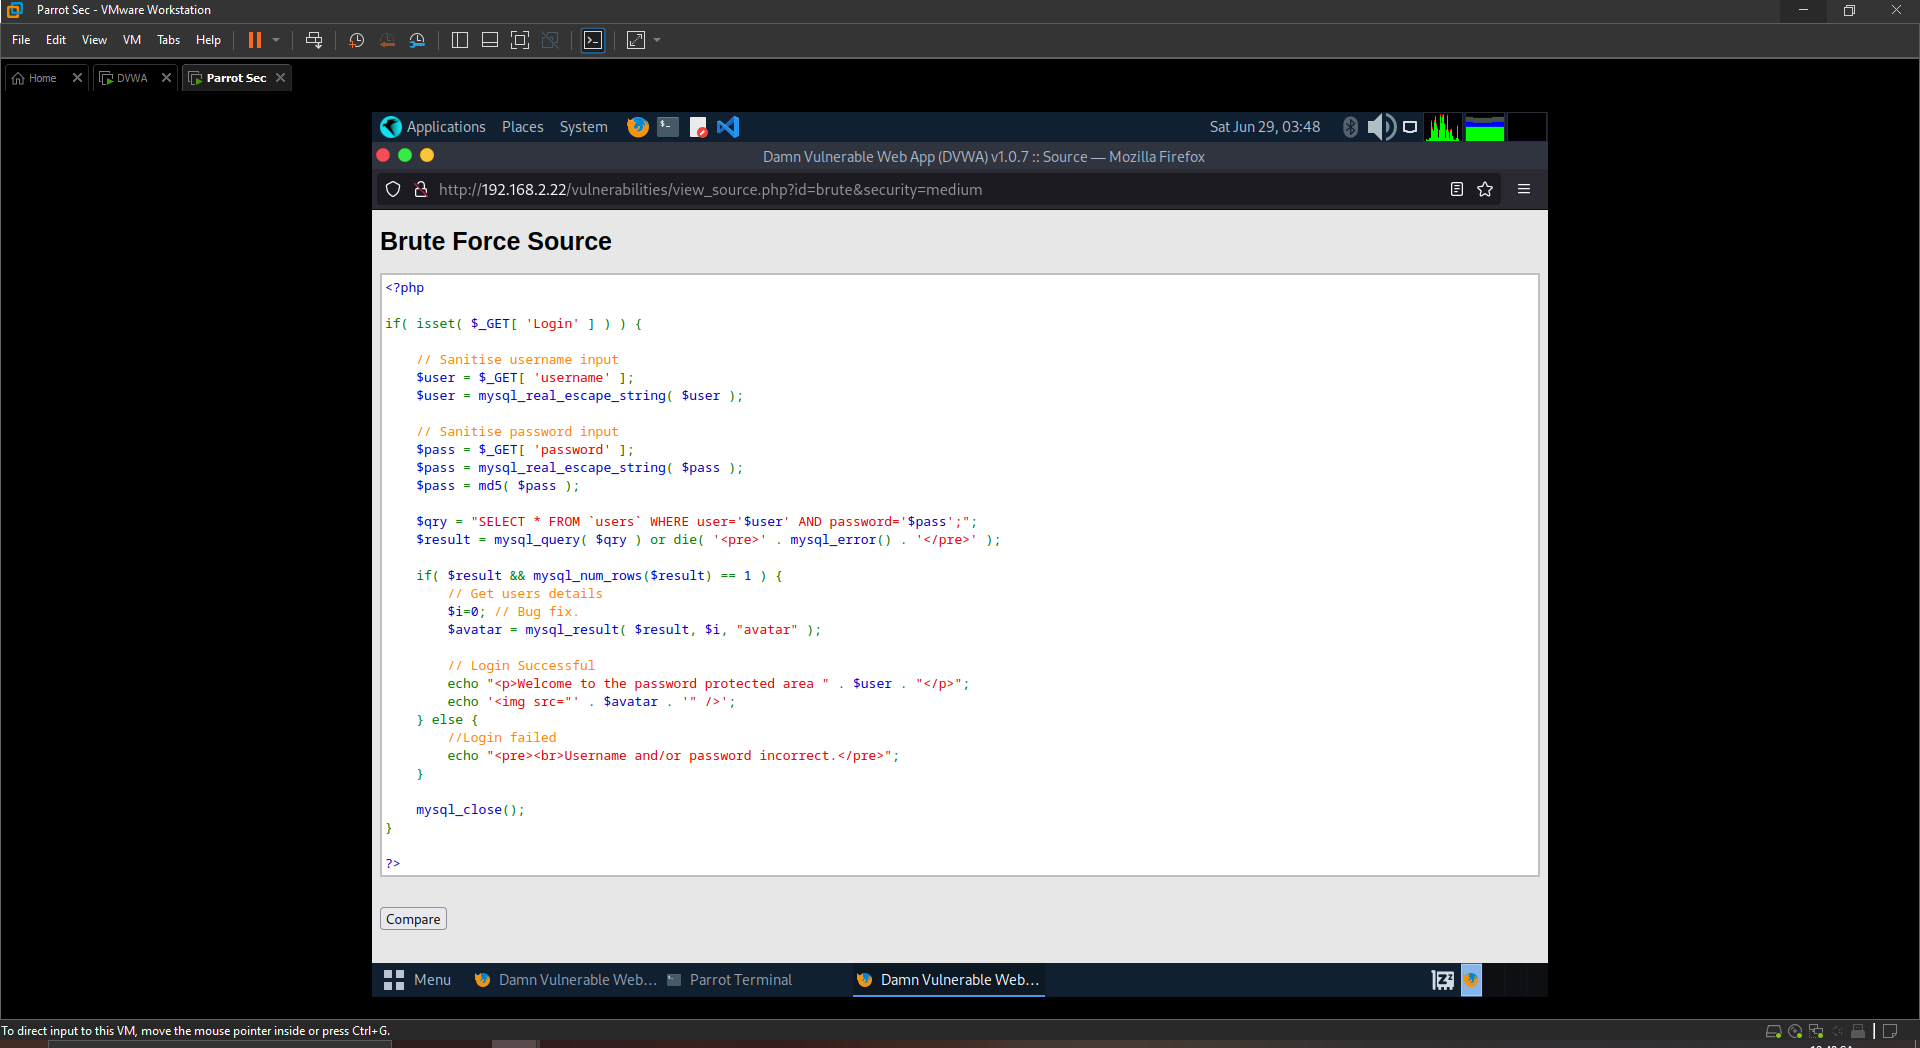 Parrot Sec - VMware Workstation
File Edit View VM Tabs Help
Home DVWA Parrot Sec
Applications Places System Sat Jun 29, 03:48
Damn Vulnerable Web App (DVWA) v1.0.7 :: Source — Mozilla Firefox
http://192.168.2.22/vulnerabilities/view_source.php?id=brute&security=medium
Brute Force Source
<?php
if( isset( $_GET[ 'Login' ] ) ) {
    // Sanitise username input
    $user = $_GET[ 'username' ];
    $user = mysql_real_escape_string( $user );
    // Sanitise password input
    $pass = $_GET[ 'password' ];
    $pass = mysql_real_escape_string( $pass );
    $pass = md5( $pass );
    $qry = "SELECT * FROM `users` WHERE user='$user' AND password='$pass';";
    $result = mysql_query( $qry ) or die( '<pre>' . mysql_error() . '</pre>' );
    if( $result && mysql_num_rows($result) == 1 ) {
        // Get users details
        $i=0; // Bug fix.
        $avatar = mysql_result( $result, $i, "avatar" );
        // Login Successful
        echo "<p>Welcome to the password protected area " . $user . "</p>";
        echo '<img src="' . $avatar . '" />';
    } else {
        //Login failed
        echo "<pre><br>Username and/or password incorrect.</pre>";
    }
    mysql_close();
}
?>
Compare
Menu Damn Vulnerable Web... Parrot Terminal Damn Vulnerable Web...
To direct input to this VM, move the mouse pointer inside or press Ctrl+G.